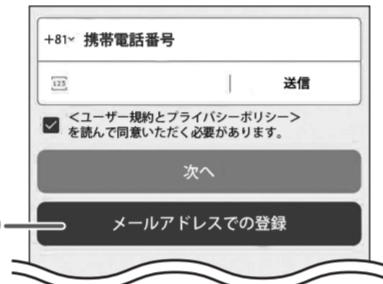 +81 携帯電話番号
123 送信
<ユーザー規約とプライバシーポリシー>
を読んで同意いただく必要があります。
次へ
メールアドレスでの登録